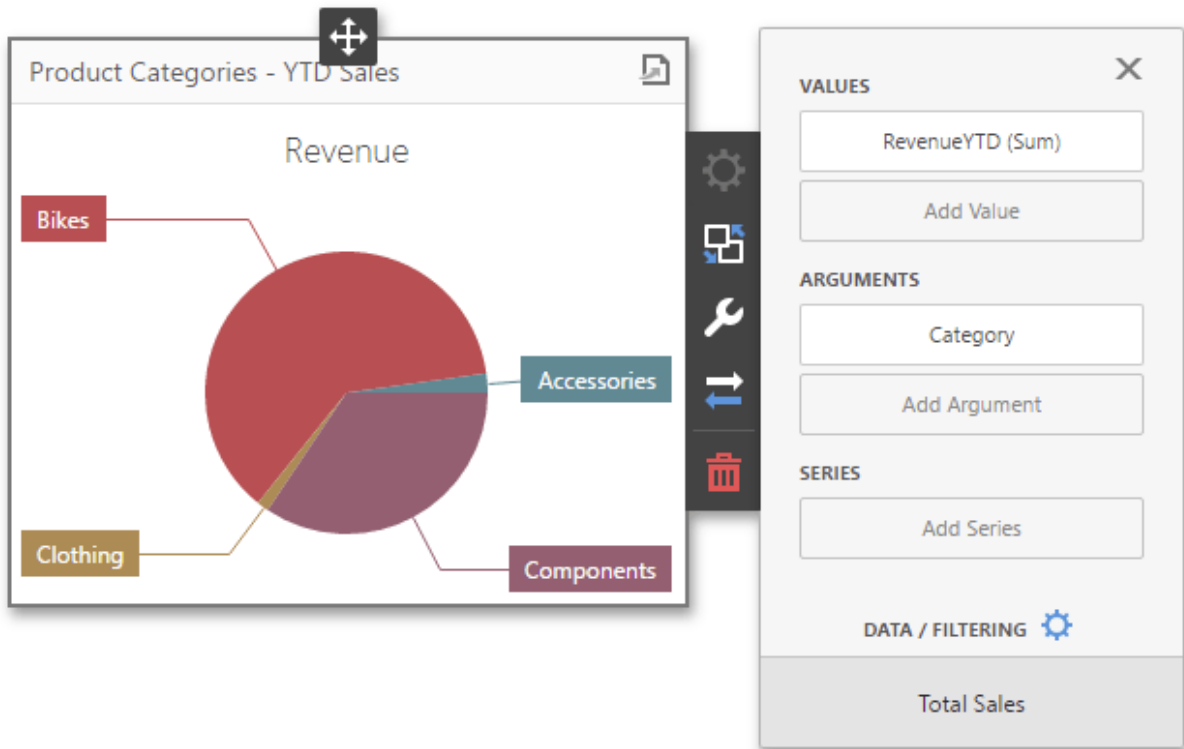 Product Categories - YTD Sales
Revenue
Bikes
Accessories
Clothing
Components
VALUES
RevenueYTD (Sum)
Add Value
ARGUMENTS
Category
Add Argument
SERIES
Add Series
DATA / FILTERING
Total Sales